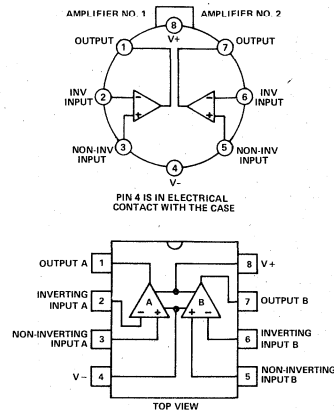 AMPLIFIER NO. 1 AMPLIFIER NO. 2
8
V+
OUTPUT 1 7 OUTPUT
INV INPUT 2 − + − + 6 INV INPUT
NON-INV INPUT 3 5 NON-INV INPUT
4
V−
PIN 4 IS IN ELECTRICAL
CONTACT WITH THE CASE
OUTPUT A 1 8 V+
INVERTING INPUT A 2 A B 7 OUTPUT B
− + + −
NON-INVERTING INPUT A 3 6 INVERTING INPUT B
V− 4 5 NON-INVERTING INPUT B
TOP VIEW